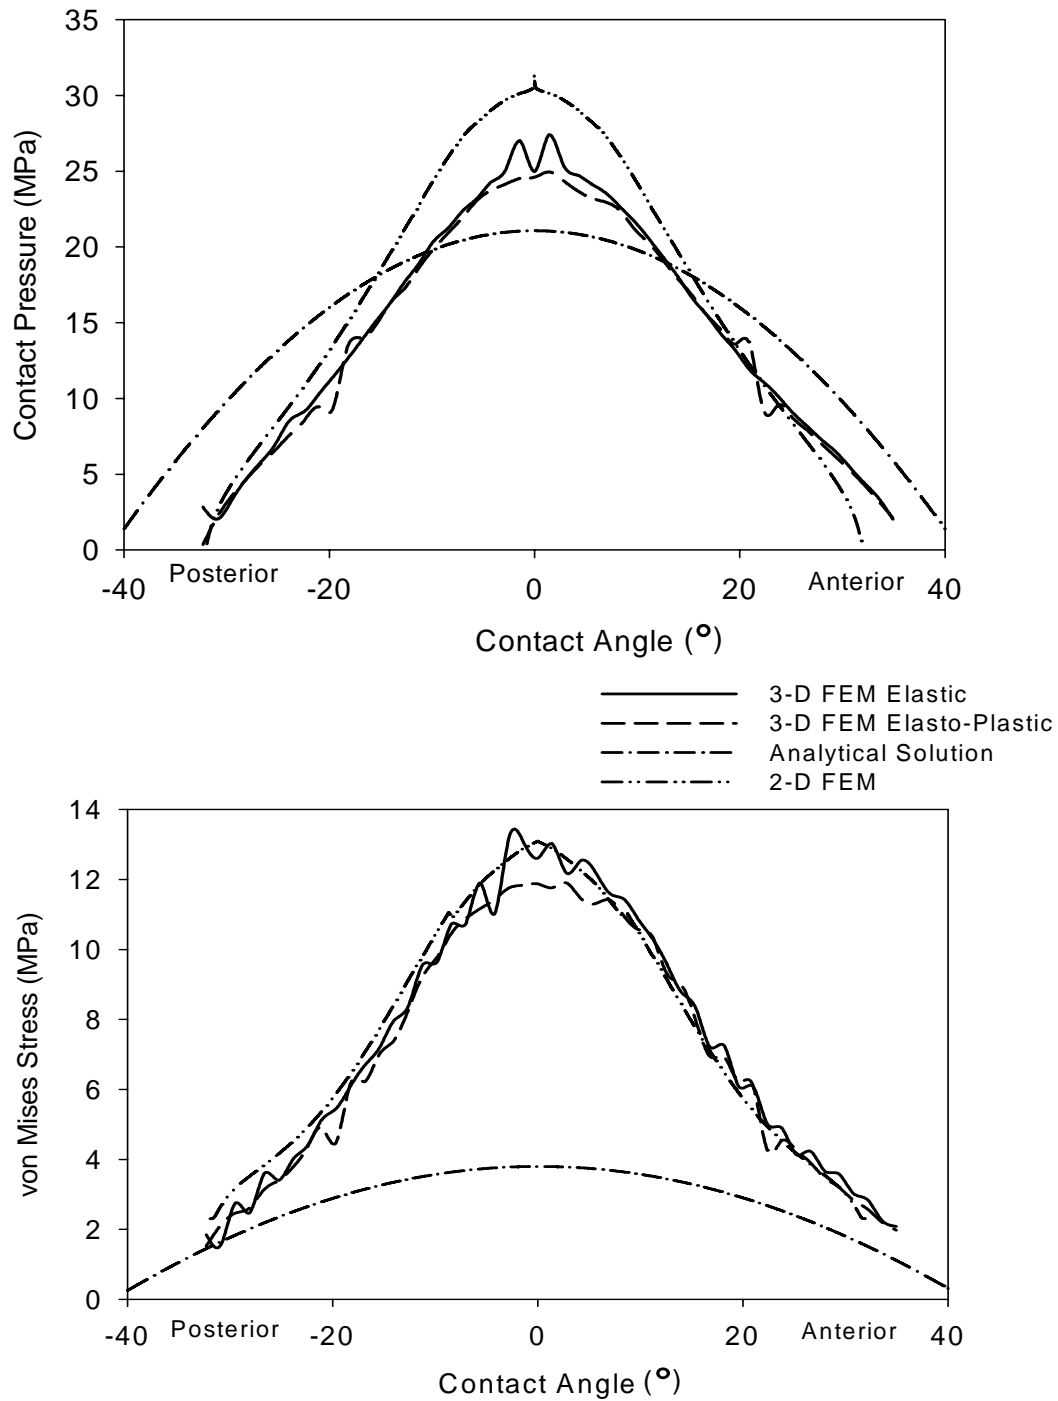 35
30
25
20
15
10
5
0
Contact Pressure (MPa)
-40 -20 0 20 40
Posterior
Anterior
Contact Angle (°)
3-D FEM Elastic
3-D FEM Elasto-Plastic
Analytical Solution
2-D FEM
14
12
10
8
6
4
2
0
von Mises Stress (MPa)
-40 -20 0 20 40
Posterior
Anterior
Contact Angle (°)